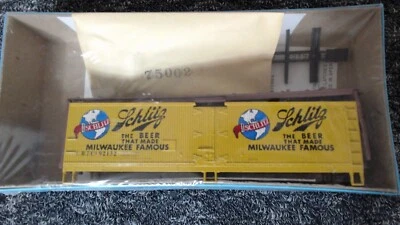 75002
Schlitz
THE BEER
THAT MADE
MILWAUKEE FAMOUS
SCHLITZ
Schlitz
THE BEER
THAT MADE
MILWAUKEE FAMOUS
SCHLITZ